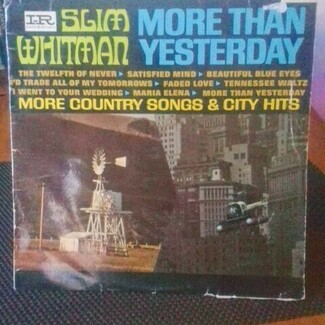 SLIM WHITMAN
MORE THAN YESTERDAY
THE TWELFTH OF NEVER ▸ SATISFIED MIND ▸ BEAUTIFUL BLUE EYES
I'D TRADE ALL OF MY TOMORROWS ▸ FADED LOVE ▸ TENNESSEE WALTZ
I WENT TO YOUR WEDDING ▸ MARIA ELENA ▸ MORE THAN YESTERDAY
MORE COUNTRY SONGS & CITY HITS